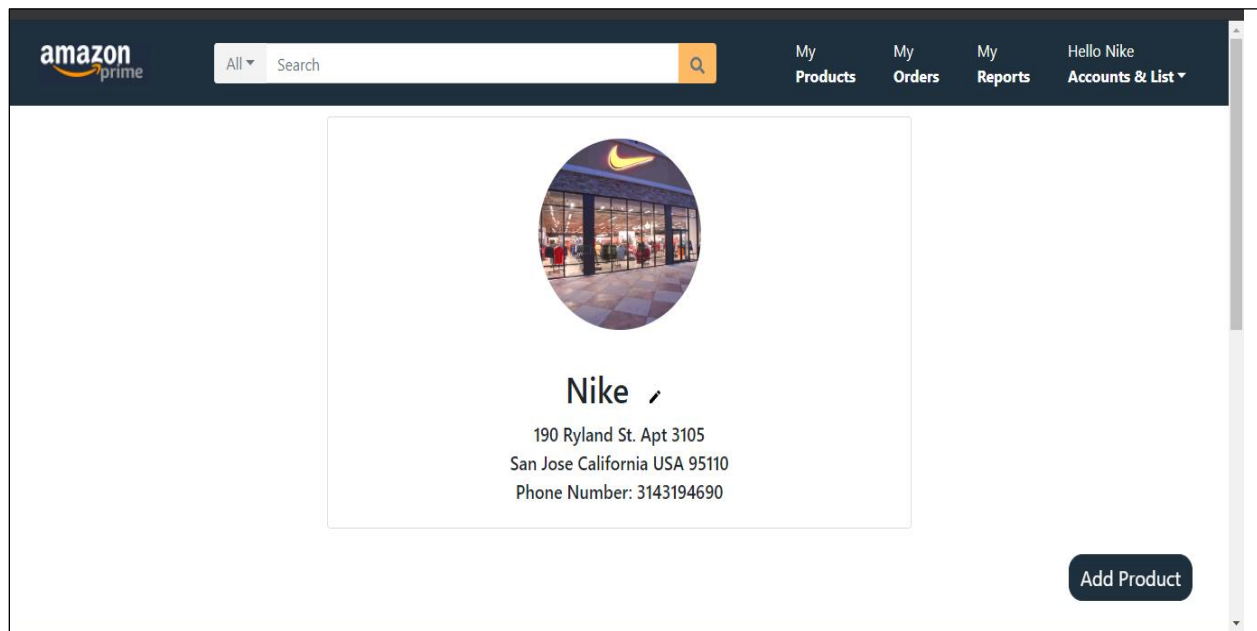 amazon
prime
All
Search
My
Products
My
Orders
My
Reports
Hello Nike
Accounts & List
Nike
190 Ryland St. Apt 3105
San Jose California USA 95110
Phone Number: 3143194690
Add Product